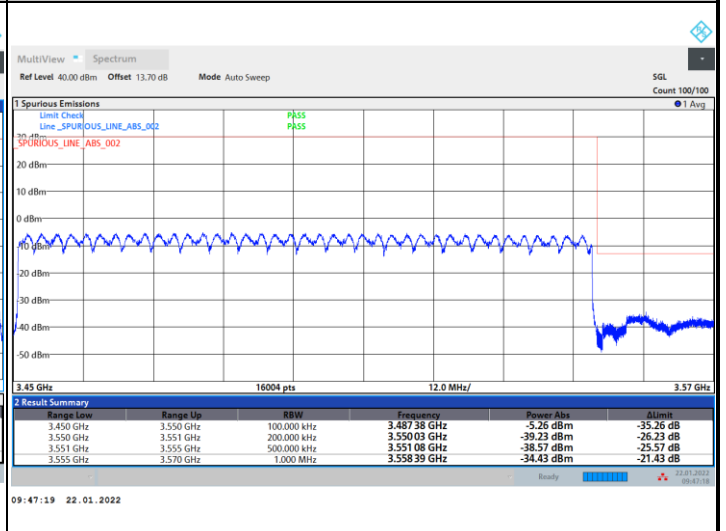 MultiView Spectrum
Ref Level 40.00 dBm Offset 13.70 dB Mode Auto Sweep SGL
Count 100/100
1 Spurious Emissions 1 Avg
Limit Check PASS
Line _SPURIOUS_LINE_ABS_002 PASS
30 dBm
_SPURIOUS_LINE_ABS_002
20 dBm
10 dBm
0 dBm
-10 dBm
-20 dBm
-30 dBm
-40 dBm
-50 dBm
3.45 GHz 16004 pts 12.0 MHz/ 3.57 GHz
2 Result Summary
Range Low Range Up RBW Frequency Power Abs ΔLimit
3.450 GHz 3.550 GHz 100.000 kHz 3.487 38 GHz -5.26 dBm -35.26 dB
3.550 GHz 3.551 GHz 200.000 kHz 3.550 03 GHz -39.23 dBm -26.23 dB
3.551 GHz 3.555 GHz 500.000 kHz 3.551 08 GHz -38.57 dBm -25.57 dB
3.555 GHz 3.570 GHz 1.000 MHz 3.558 39 GHz -34.43 dBm -21.43 dB
Ready 22.01.2022
09:47:18
09:47:19 22.01.2022